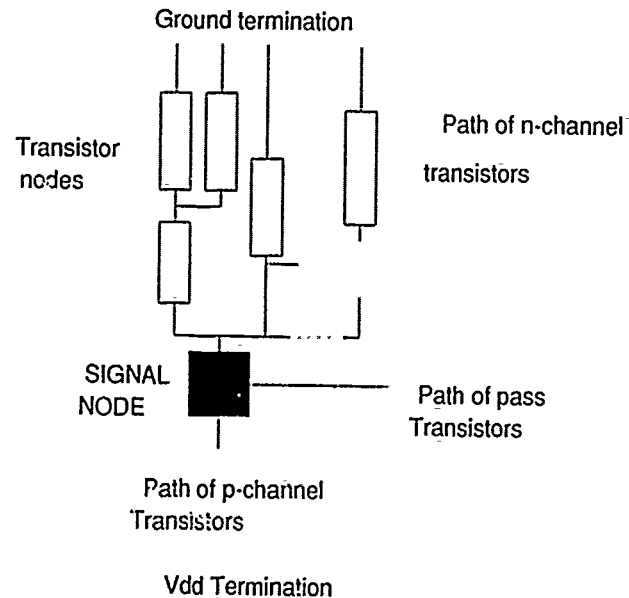 Ground termination
Path of n-channel
transistors
Transistor
nodes
SIGNAL
NODE
Path of pass
Transistors
Path of p-channel
Transistors
Vdd Termination